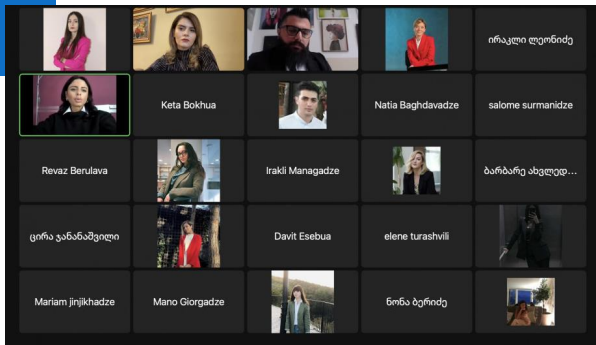 ირაკლი ლეონიძე
Keta Bokhua
Natia Baghdavadze
salome surmanidze
Revaz Berulava
Irakli Managadze
ბარბარე ახვლედ...
ცირა ჯანანაშვილი
Davit Esebua
elene turashvili
Mariam jinjikhadze
Mano Giorgadze
ნონა ბერიძე